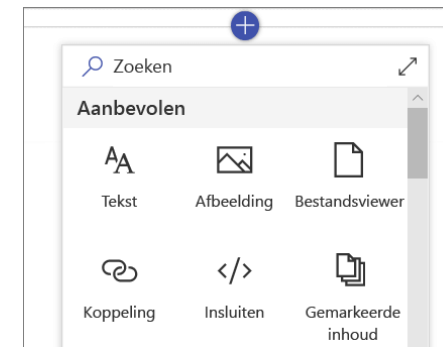 Zoeken
Aanbevolen
Tekst
Afbeelding
Bestandsviewer
Koppeling
Insluiten
Gemarkeerde
inhoud